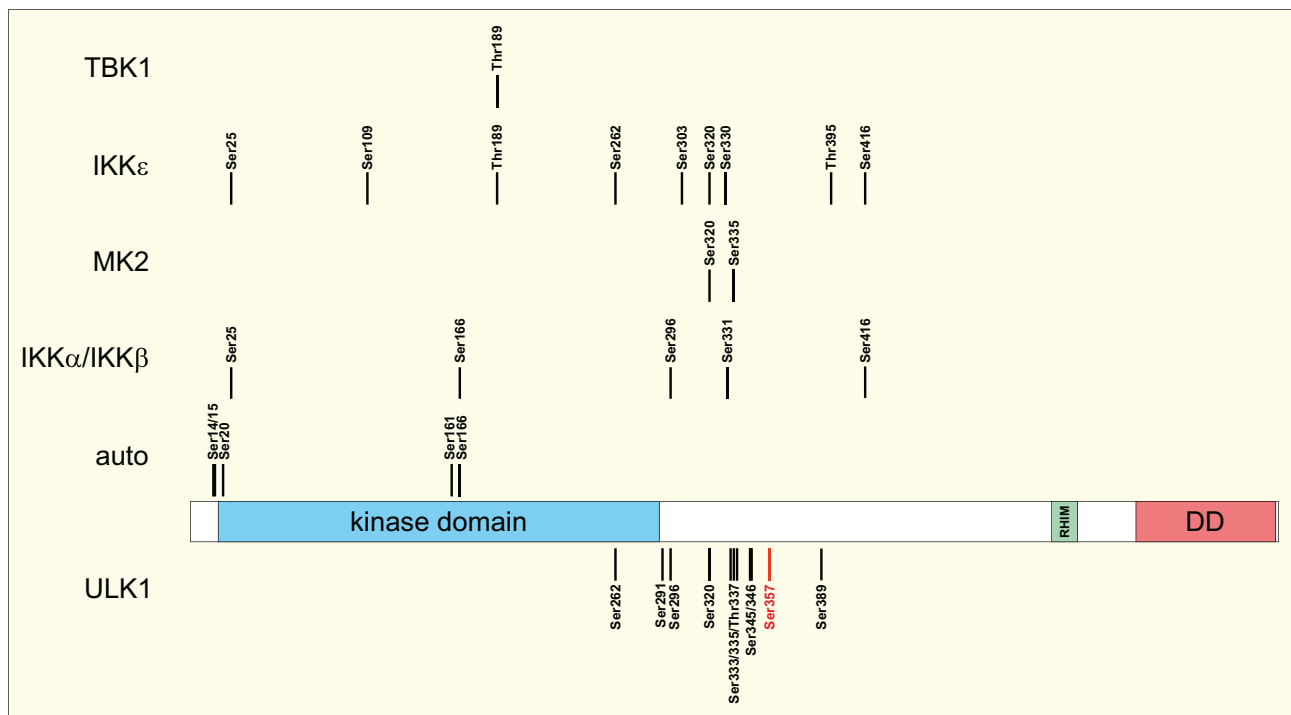 TBK1
Thr189
IKKε
Ser25
Ser109
Thr189
Ser262
Ser303
Ser320
Ser330
Thr395
Ser416
MK2
Ser320
Ser335
IKKα/IKKβ
Ser25
Ser166
Ser296
Ser331
Ser416
auto
Ser14/15
Ser20
Ser161
Ser166
kinase domain
RHIM
DD
ULK1
Ser262
Ser291
Ser296
Ser320
Ser333/335/Thr337
Ser345/346
Ser357
Ser389